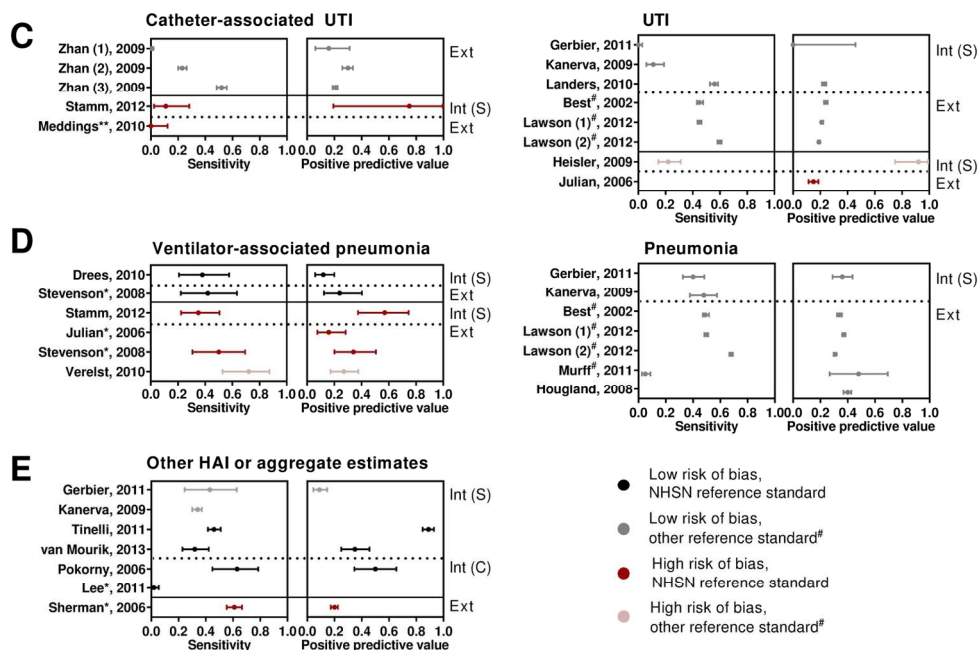 C
Catheter-associated UTI
Zhan (1), 2009
Zhan (2), 2009
Zhan (3), 2009
Stamm, 2012
Meddings**, 2010
Ext
Int (S)
Ext
0.0 0.2 0.4 0.6 0.8 1.0 0.0 0.2 0.4 0.6 0.8 1.0
Sensitivity Positive predictive value
UTI
Gerbier, 2011
Kanerva, 2009
Landers, 2010
Best#, 2002
Lawson (1)#, 2012
Lawson (2)#, 2012
Heisler, 2009
Julian, 2006
Int (S)
Ext
Int (S)
Ext
0.0 0.2 0.4 0.6 0.8 1.0 0.0 0.2 0.4 0.6 0.8 1.0
Sensitivity Positive predictive value
D
Ventilator-associated pneumonia
Drees, 2010
Stevenson*, 2008
Stamm, 2012
Julian*, 2006
Stevenson*, 2008
Verelst, 2010
Int (S)
Ext
Int (S)
Ext
0.0 0.2 0.4 0.6 0.8 1.0 0.0 0.2 0.4 0.6 0.8 1.0
Sensitivity Positive predictive value
Pneumonia
Gerbier, 2011
Kanerva, 2009
Best#, 2002
Lawson (1)#, 2012
Lawson (2)#, 2012
Murff#, 2011
Hougland, 2008
Int (S)
Ext
0.0 0.2 0.4 0.6 0.8 1.0 0.0 0.2 0.4 0.6 0.8 1.0
Sensitivity Positive predictive value
E
Other HAI or aggregate estimates
Gerbier, 2011
Kanerva, 2009
Tinelli, 2011
van Mourik, 2013
Pokorny, 2006
Lee*, 2011
Sherman*, 2006
Int (S)
Int (C)
Ext
0.0 0.2 0.4 0.6 0.8 1.0 0.0 0.2 0.4 0.6 0.8 1.0
Sensitivity Positive predictive value
Low risk of bias,
NHSN reference standard
Low risk of bias,
other reference standard#
High risk of bias,
NHSN reference standard
High risk of bias,
other reference standard#